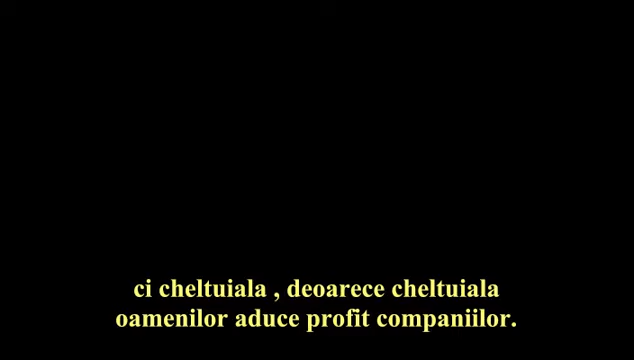 ci cheltuiala , deoarece cheltuiala
oamenilor aduce profit companiilor.